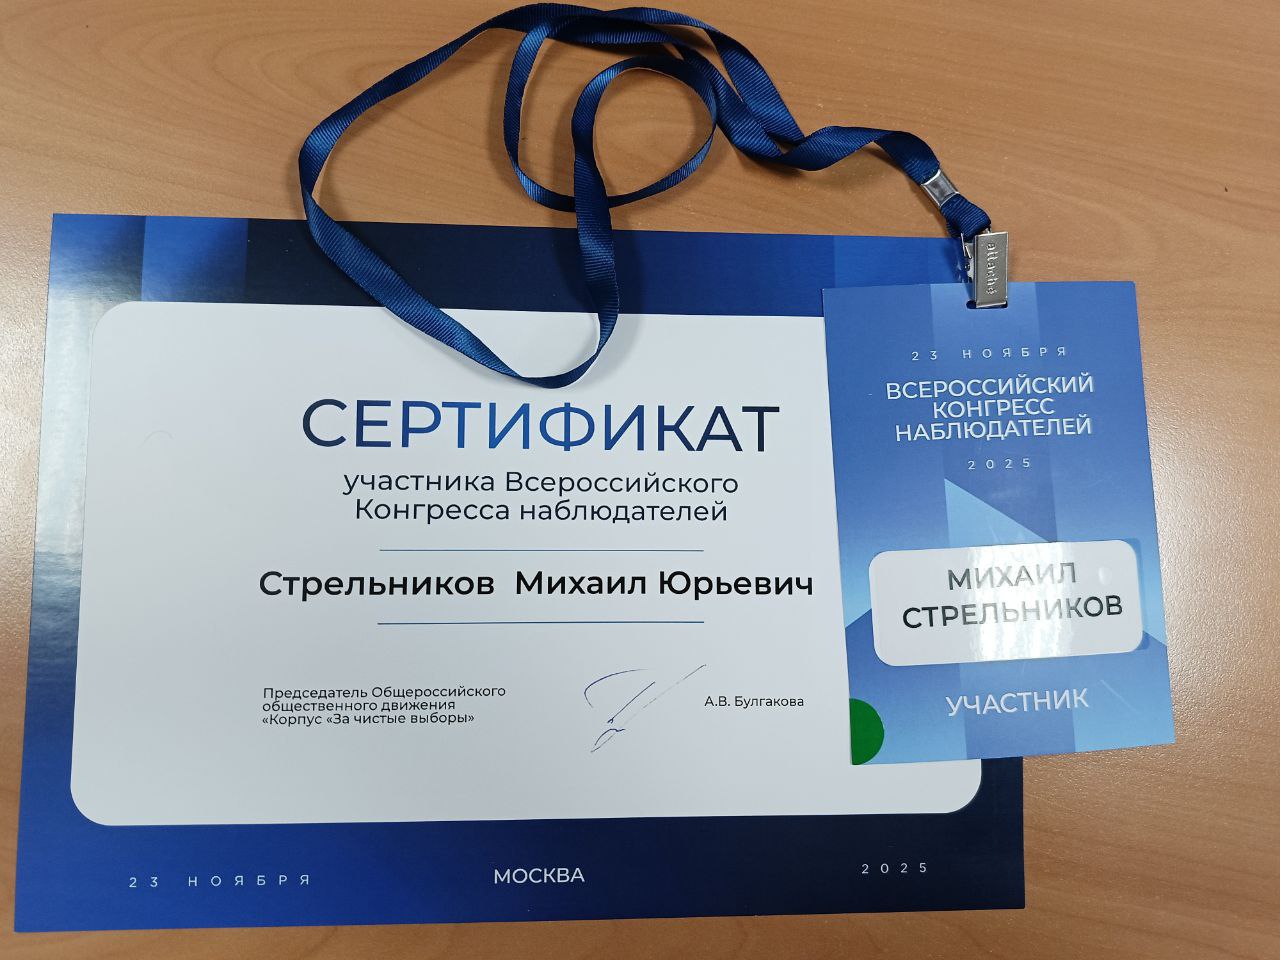 СЕРТИФИКАТ
участника Всероссийского
Конгресса наблюдателей
Стрельников Михаил Юрьевич
Председатель Общероссийского
общественного движения
«Корпус «За чистые выборы»
А.В. Булгакова
23 НОЯБРЯ
МОСКВА
2025
attaché
23 НОЯБРЯ
ВСЕРОССИЙСКИЙ
КОНГРЕСС
НАБЛЮДАТЕЛЕЙ
2025
МИХАИЛ
СТРЕЛЬНИКОВ
УЧАСТНИК